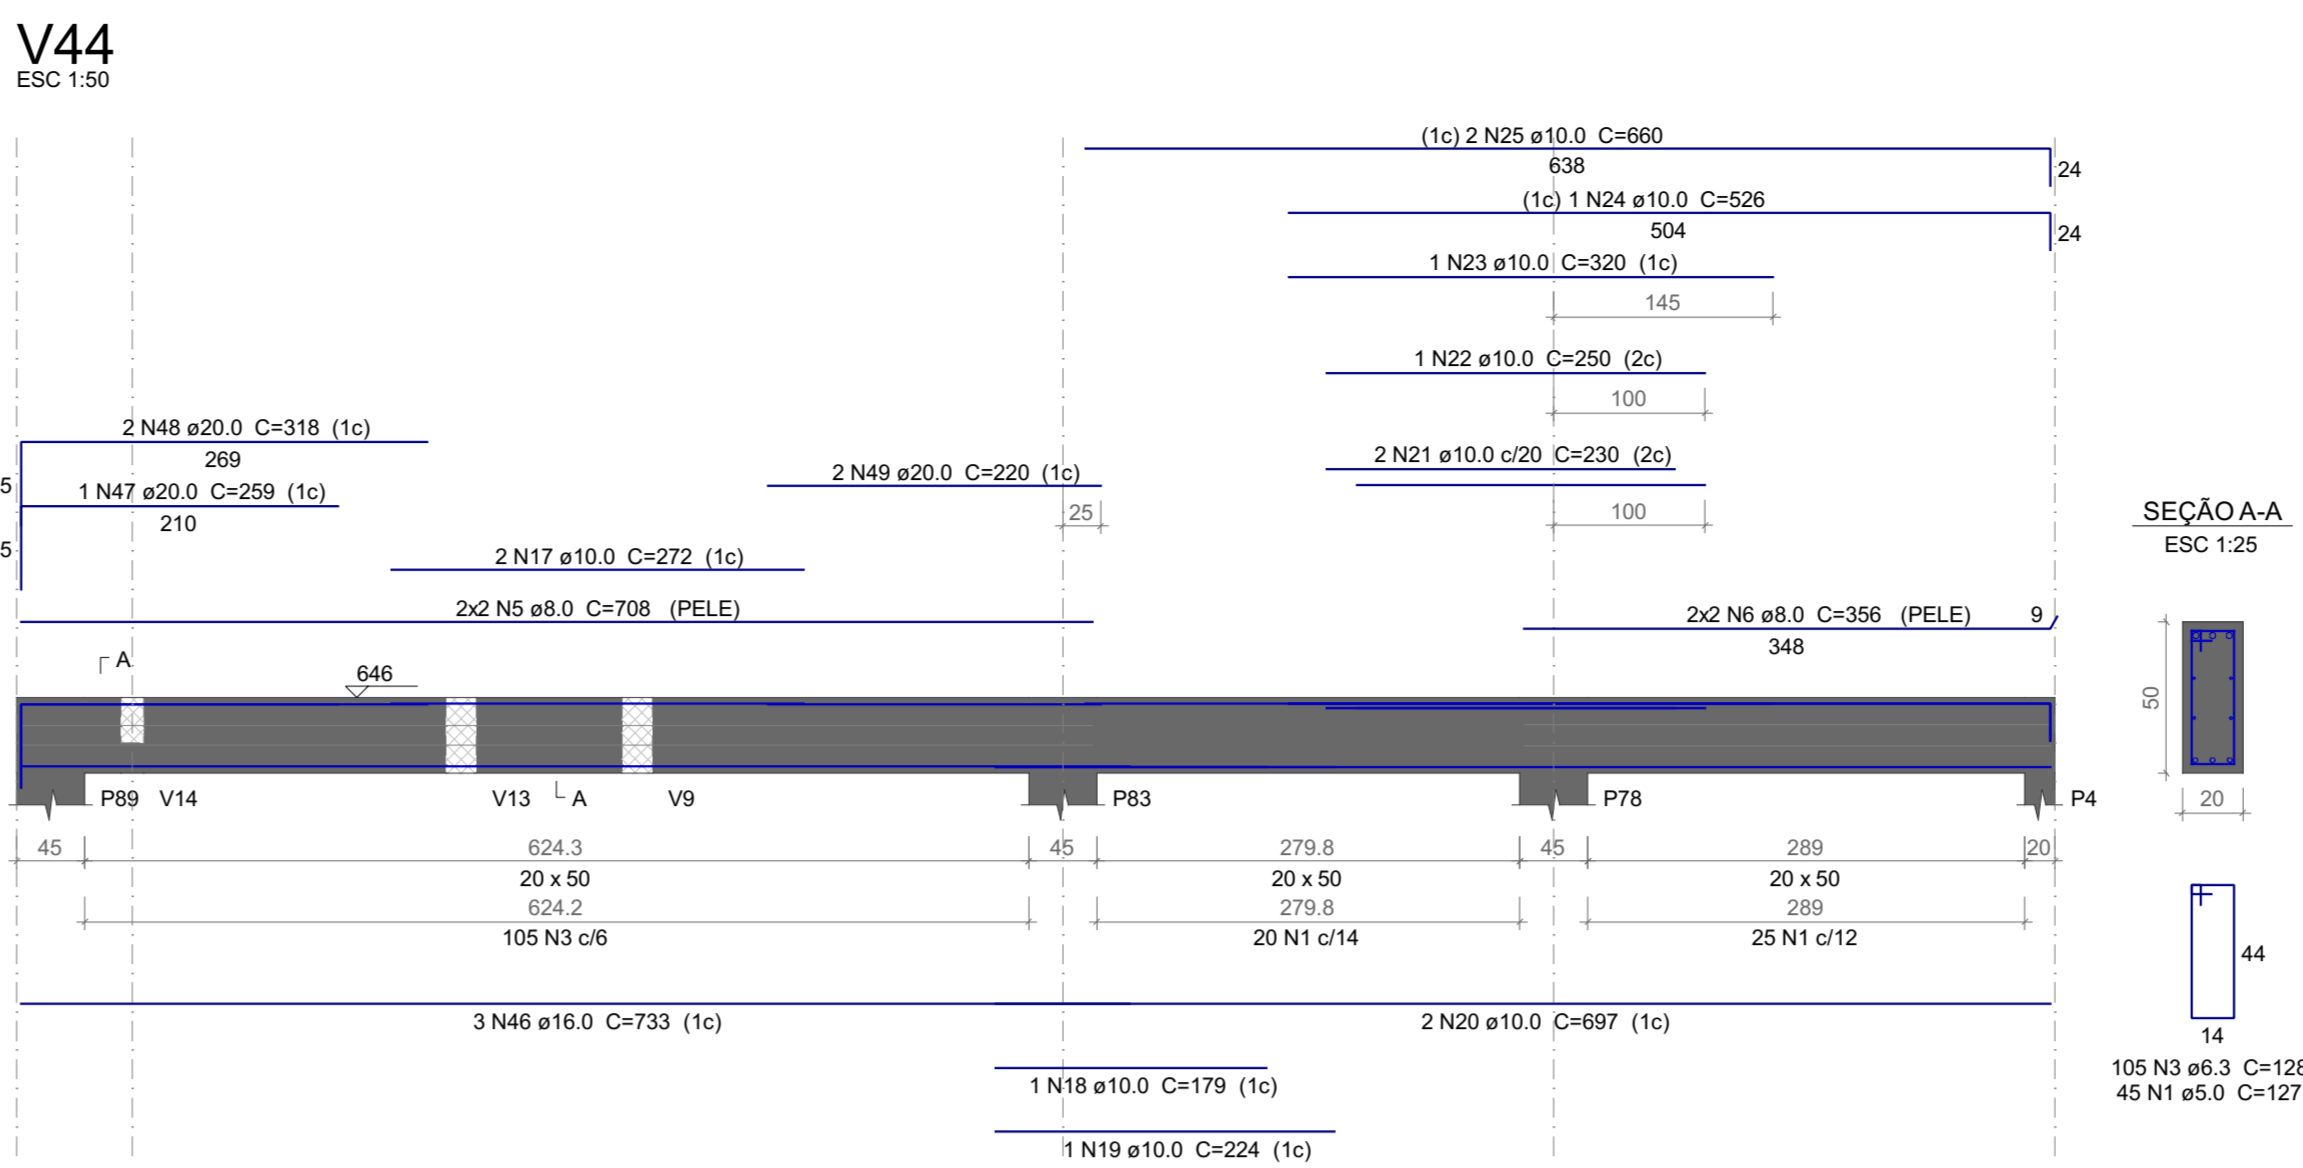 V44
ESC 1:50
(1c) 2 N25 ø10.0 C=660
638
24
(1c) 1 N24 ø10.0 C=526
504
24
1 N23 ø10.0 C=320 (1c)
145
1 N22 ø10.0 C=250 (2c)
100
2 N48 ø20.0 C=318 (1c)
269
5
2 N49 ø20.0 C=220 (1c)
25
2 N21 ø10.0 c/20 C=230 (2c)
100
1 N47 ø20.0 C=259 (1c)
210
5
2 N17 ø10.0 C=272 (1c)
2x2 N5 ø8.0 C=708 (PELE)
2x2 N6 ø8.0 C=356 (PELE) 9
348
SEÇÃO A-A
ESC 1:25
50
20
A
646
P89 V14 V13 A V9 P83 P78 P4
45 624.3 45 279.8 45 289 20
20 x 50 20 x 50 20 x 50
624.2 279.8 289
105 N3 c/6 20 N1 c/14 25 N1 c/12
44
14
105 N3 ø6.3 C=128
45 N1 ø5.0 C=127
3 N46 ø16.0 C=733 (1c) 2 N20 ø10.0 C=697 (1c)
1 N18 ø10.0 C=179 (1c)
1 N19 ø10.0 C=224 (1c)